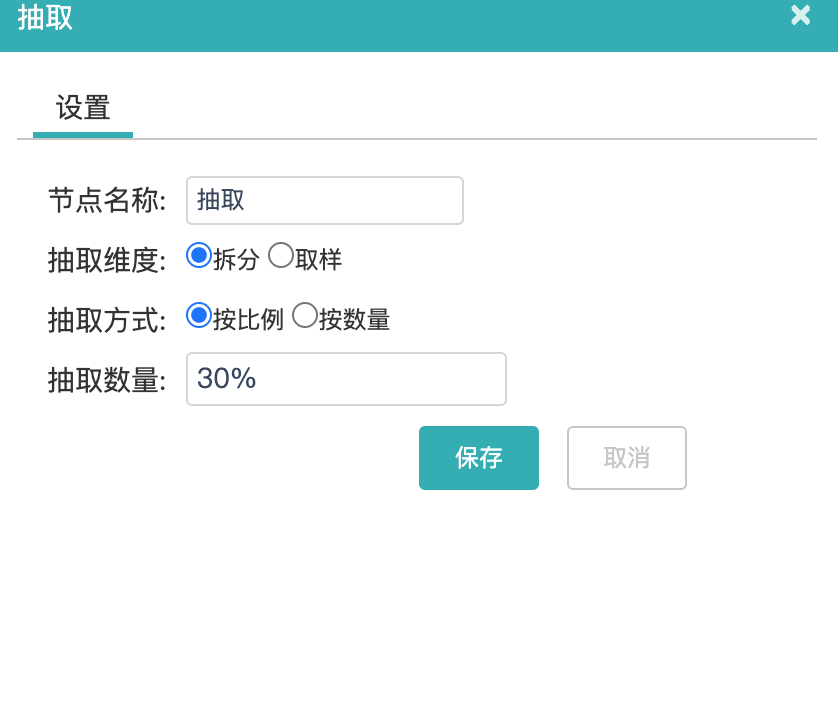 抽取
设置
节点名称: 抽取
抽取维度: 拆分 取样
抽取方式: 按比例 按数量
抽取数量: 30%
保存 取消